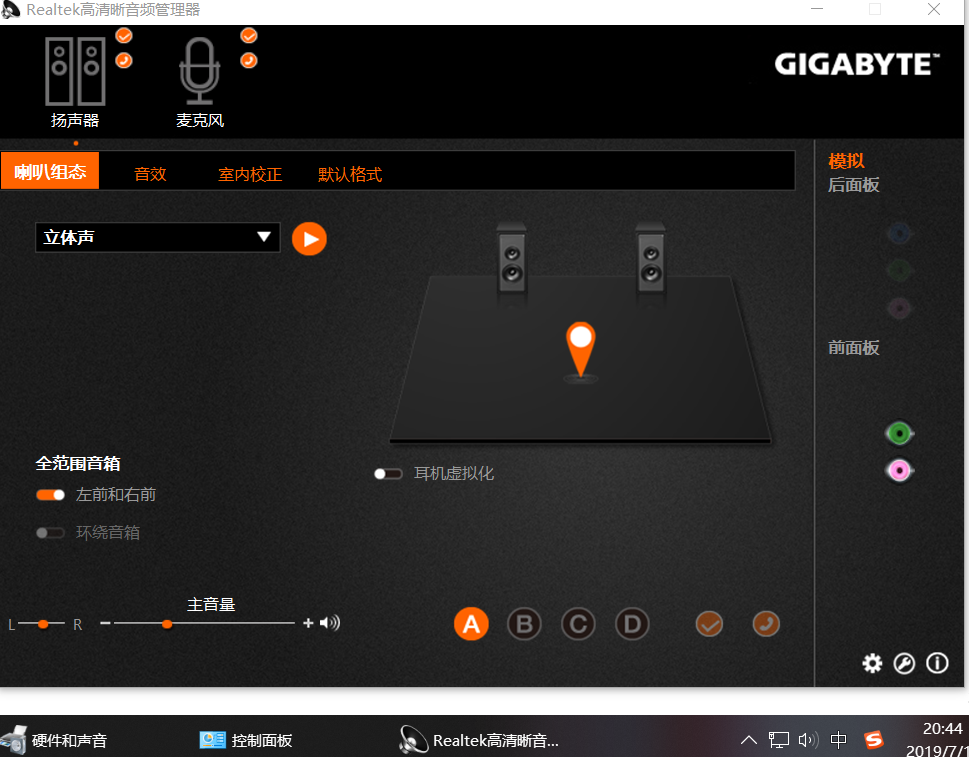 Realtek高清晰音频管理器
GIGABYTE™
扬声器
麦克风
喇叭组态
音效
室内校正
默认格式
模拟
后面板
立体声
前面板
全范围音箱
左前和右前
耳机虚拟化
环绕音箱
主音量
L
R
A
B
C
D
硬件和声音
控制面板
Realtek高清晰音...
中
S
20:44
2019/7/1